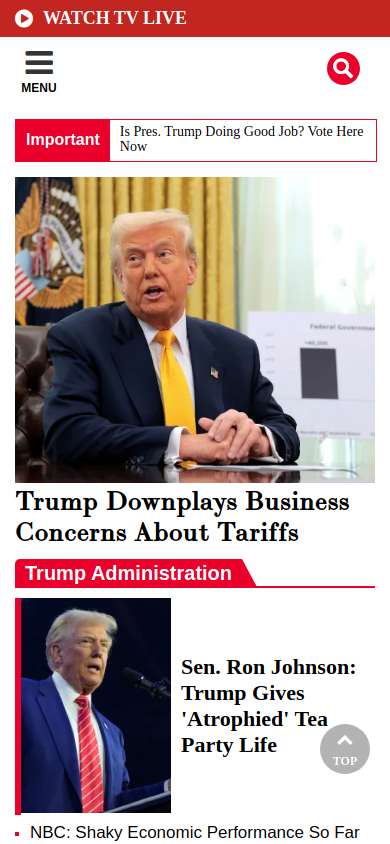 WATCH TV LIVE
MENU
Important
Is Pres. Trump Doing Good Job? Vote Here
Now
Federal Governme
Trump Downplays Business
Concerns About Tariffs
Trump Administration
Sen. Ron Johnson:
Trump Gives
'Atrophied' Tea
Party Life
TOP
NBC: Shaky Economic Performance So Far